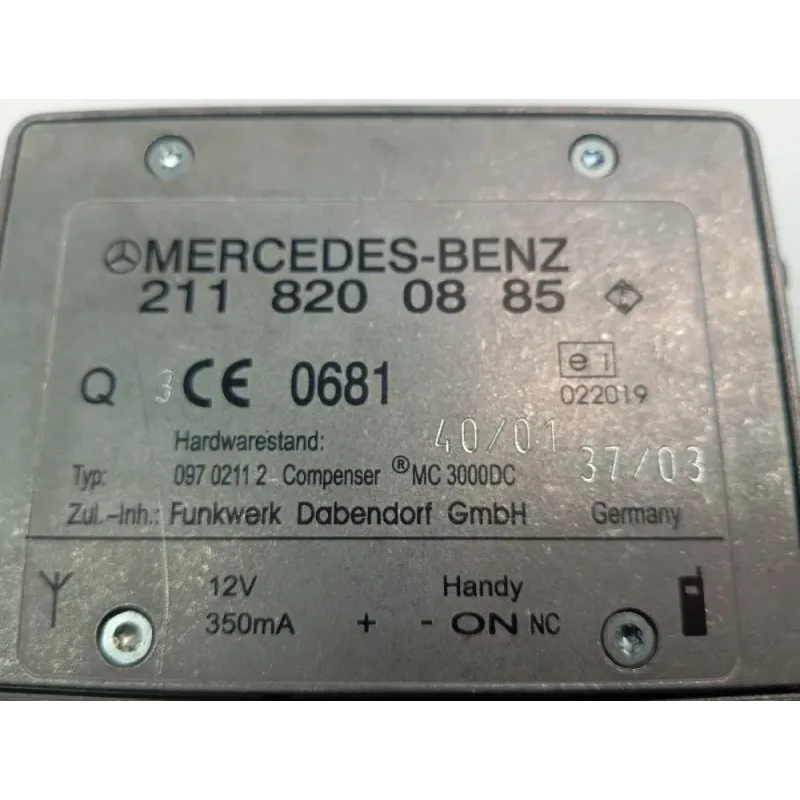 MERCEDES-BENZ
211 820 08 85
Q 3 CE 0681 e1
022019
Hardwarestand: 40/01
Typ: 097 0211 2 Compenser ® MC 3000DC 37/03
Zul.-Inh.: Funkwerk Dabendorf GmbH Germany
12V Handy
350mA + - ON NC